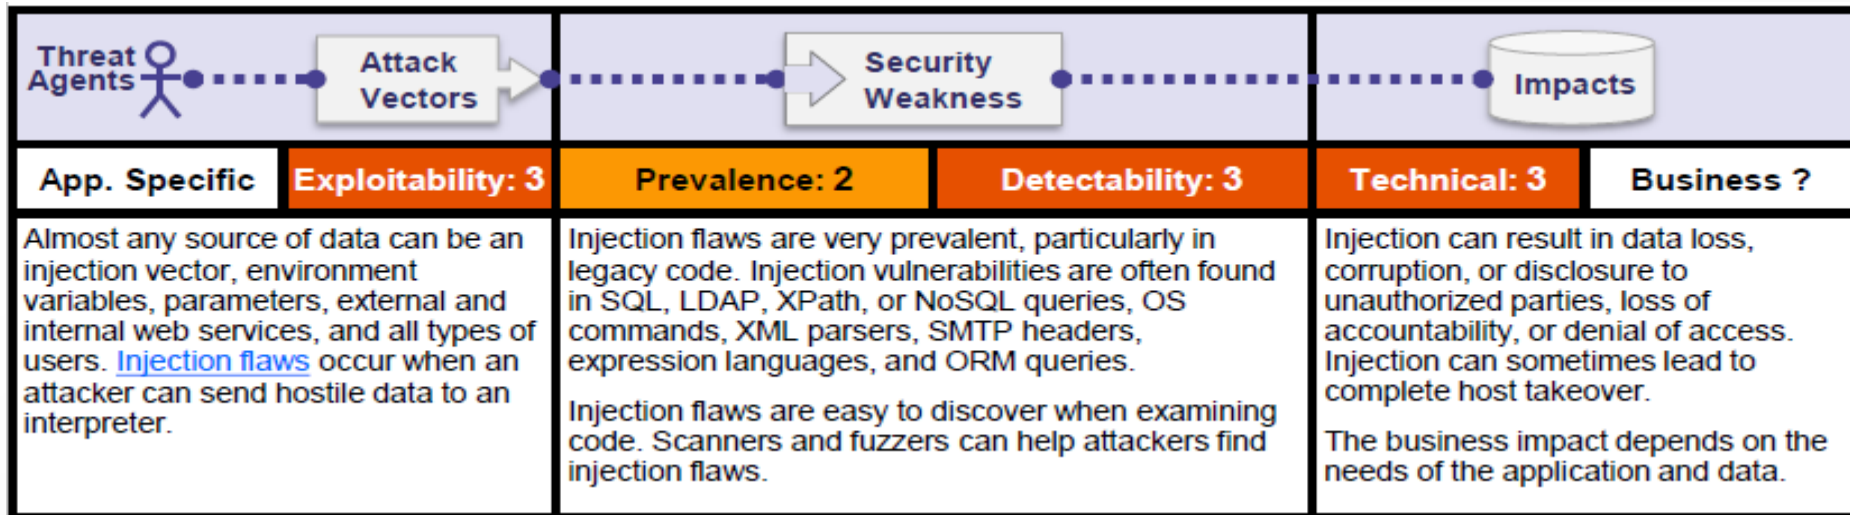 Threat
Agents
Attack
Vectors
Security
Weakness
Impacts
App. Specific
Exploitability: 3
Prevalence: 2
Detectability: 3
Technical: 3
Business ?
Almost any source of data can be an
injection vector, environment
variables, parameters, external and
internal web services, and all types of
users. Injection flaws occur when an
attacker can send hostile data to an
interpreter.
Injection flaws are very prevalent, particularly in
legacy code. Injection vulnerabilities are often found
in SQL, LDAP, XPath, or NoSQL queries, OS
commands, XML parsers, SMTP headers,
expression languages, and ORM queries.
Injection flaws are easy to discover when examining
code. Scanners and fuzzers can help attackers find
injection flaws.
Injection can result in data loss,
corruption, or disclosure to
unauthorized parties, loss of
accountability, or denial of access.
Injection can sometimes lead to
complete host takeover.
The business impact depends on the
needs of the application and data.